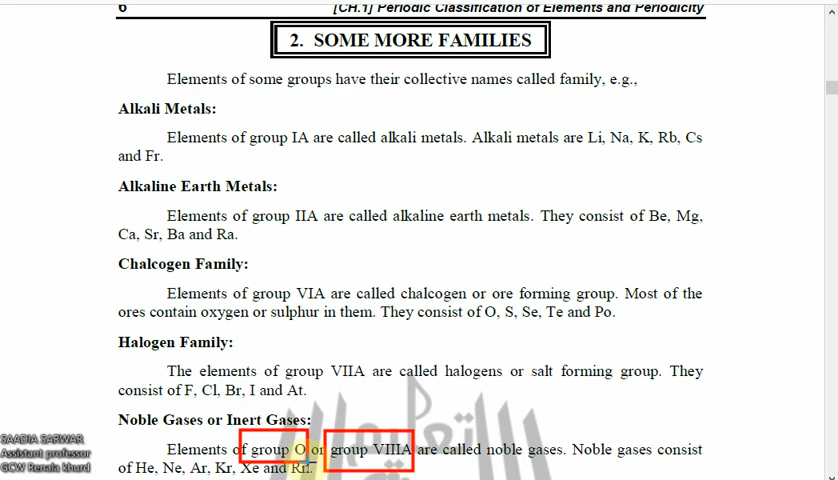 6 [CH.1] Periodic Classification of Elements and Periodicity
2. SOME MORE FAMILIES
Elements of some groups have their collective names called family, e.g.,
Alkali Metals:
Elements of group IA are called alkali metals. Alkali metals are Li, Na, K, Rb, Cs
and Fr.
Alkaline Earth Metals:
Elements of group IIA are called alkaline earth metals. They consist of Be, Mg,
Ca, Sr, Ba and Ra.
Chalcogen Family:
Elements of group VIA are called chalcogen or ore forming group. Most of the
ores contain oxygen or sulphur in them. They consist of O, S, Se, Te and Po.
Halogen Family:
The elements of group VIIA are called halogens or salt forming group. They
consist of F, Cl, Br, I and At.
Noble Gases or Inert Gases:
Elements of group O or group VIIIA are called noble gases. Noble gases consist
of He, Ne, Ar, Kr, Xe and Rn.
SAADIA SARWAR
Assistant professor
GCW Renala khurd